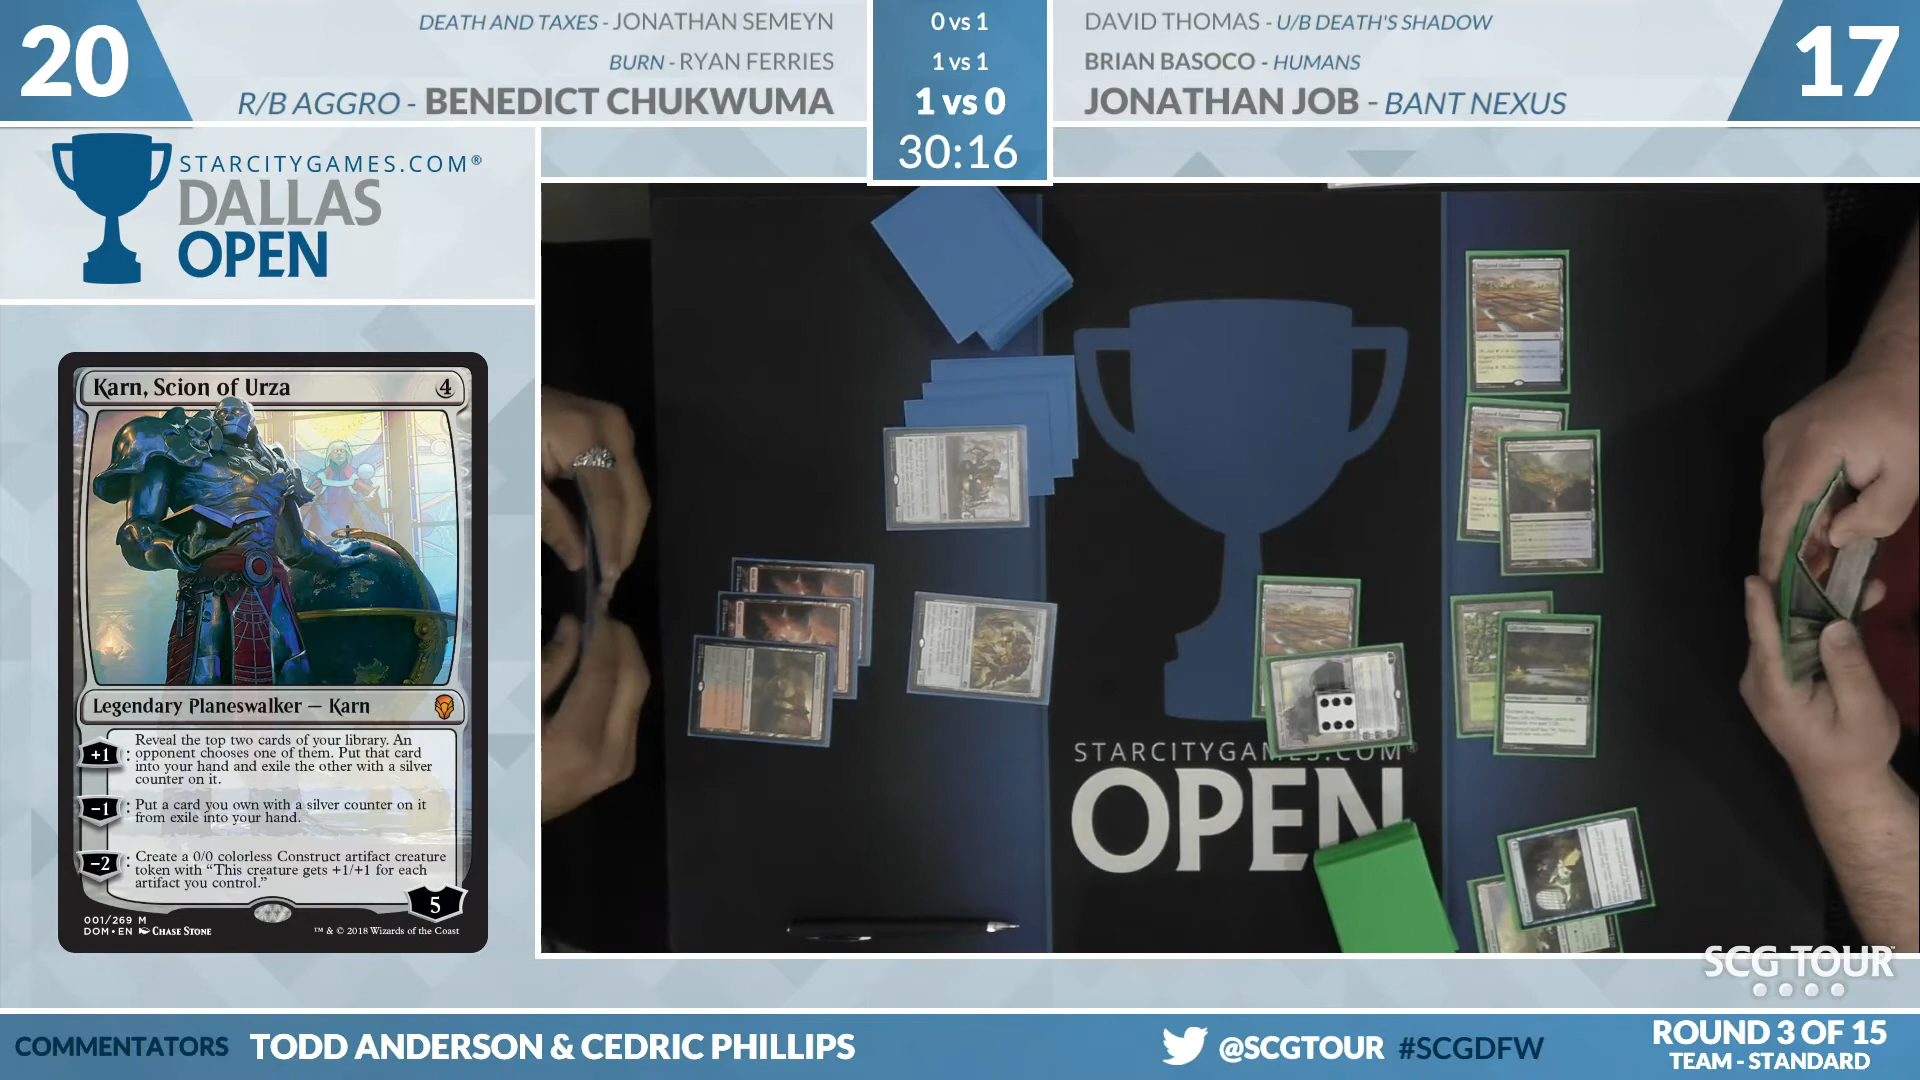 20
DEATH AND TAXES - JONATHAN SEMEYN
BURN - RYAN FERRIES
R/B AGGRO - BENEDICT CHUKWUMA
0 vs 1
1 vs 1
1 vs 0
30:16
DAVID THOMAS - U/B DEATH'S SHADOW
BRIAN BASOCO - HUMANS
JONATHAN JOB - BANT NEXUS
17
STARCITYGAMES.COM®
DALLAS
OPEN
Karn, Scion of Urza 4
Legendary Planeswalker — Karn
+1 : Reveal the top two cards of your library. An
opponent chooses one of them. Put that card
into your hand and exile the other with a silver
counter on it.
−1 : Put a card you own with a silver counter on it
from exile into your hand.
−2 : Create a 0/0 colorless Construct artifact creature
token with “This creature gets +1/+1 for each
artifact you control.”
5
001/269 M
DOM • EN CHASE STONE
™ & © 2018 Wizards of the Coast
STARCITYGAMES.COM®
OPEN
SCG TOUR
COMMENTATORS TODD ANDERSON & CEDRIC PHILLIPS
@SCGTOUR #SCGDFW
ROUND 3 OF 15
TEAM - STANDARD